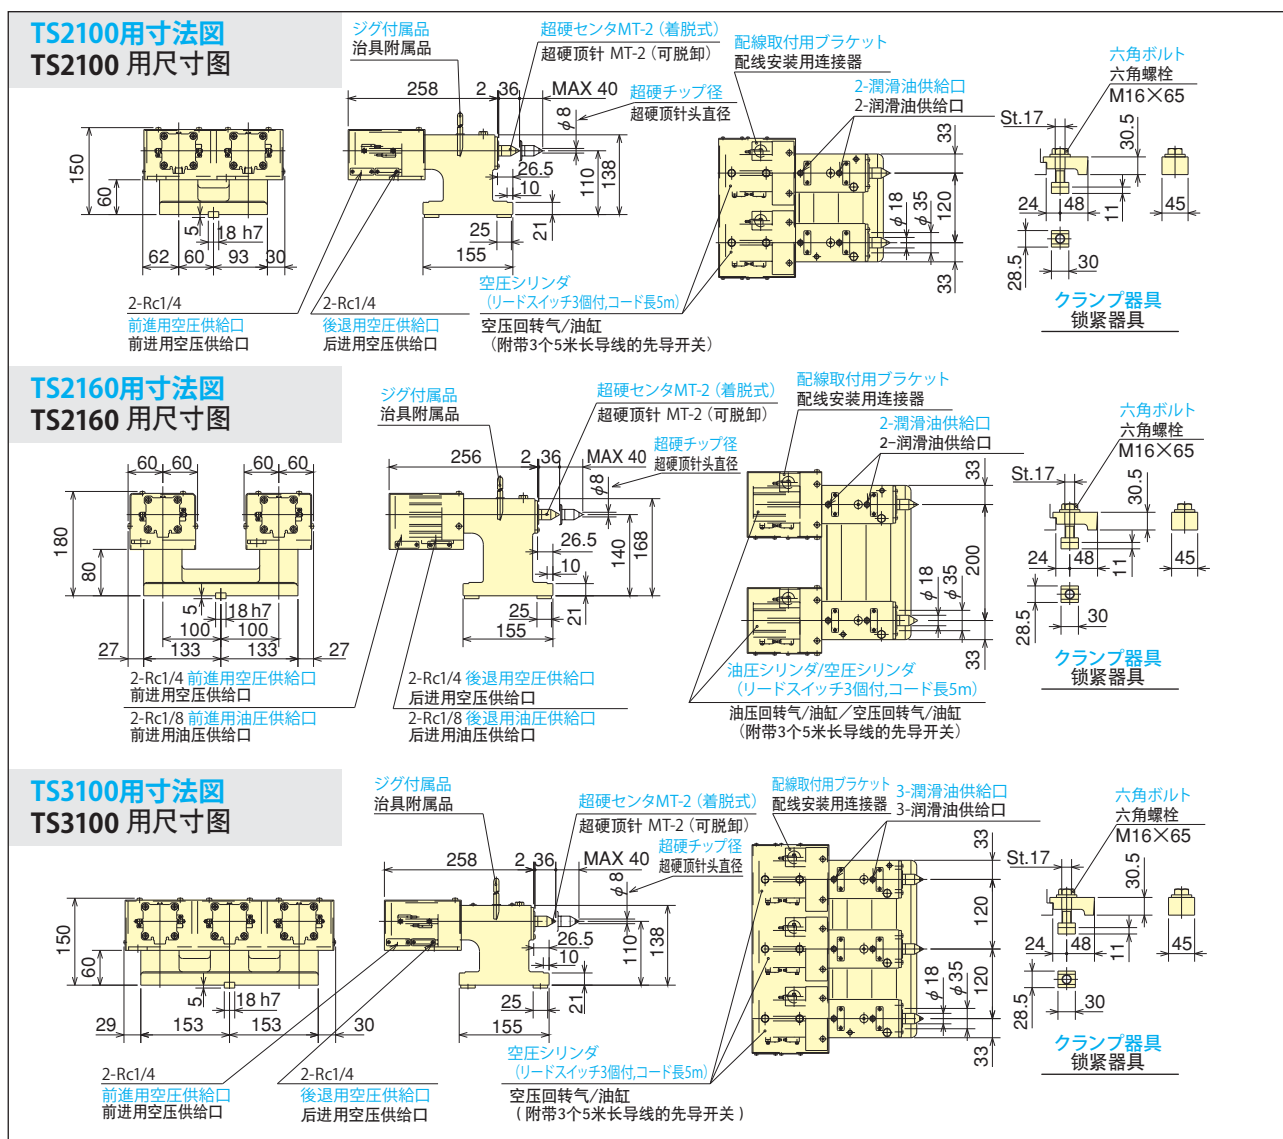 TS2100用寸法図
TS2100 用尺寸图
ジグ付属品
治具附属品
超硬センタMT-2（着脱式）
超硬顶针 MT-2（可脱卸）
配線取付用ブラケット
配线安装用连接器
2-潤滑油供給口
2-润滑油供给口
六角ボルト
六角螺栓
M16×65
258
2
36
MAX 40
超硬チップ径
超硬顶针头直径
φ8
St.17
30.5
33
150
60
5
18 h7
62
60
93
30
26.5
10
110
138
25
21
155
φ18
φ35
120
33
24
48
11
45
28.5
30
2-Rc1/4
前進用空圧供給口
前进用空压供给口
2-Rc1/4
後退用空圧供給口
后进用空压供给口
空圧シリンダ
（リードスイッチ3個付,コード長5m）
空压回转气/油缸
（附带3个5米长导线的先导开关）
クランプ器具
锁紧器具
TS2160用寸法図
TS2160 用尺寸图
ジグ付属品
治具附属品
超硬センタMT-2（着脱式）
超硬顶针 MT-2（可脱卸）
配線取付用ブラケット
配线安装用连接器
2-潤滑油供給口
2-润滑油供给口
六角ボルト
六角螺栓
M16×65
60
60
60
60
256
2
36
MAX 40
超硬チップ径
超硬顶针头直径
φ8
St.17
30.5
33
180
80
5
18 h7
100
100
27
133
133
27
26.5
10
140
168
25
21
155
φ18
φ35
200
33
24
48
11
45
28.5
30
2-Rc1/4 前進用空圧供給口
前进用空压供给口
2-Rc1/8 前進用油圧供給口
前进用油压供给口
2-Rc1/4 後退用空圧供給口
后进用空压供给口
2-Rc1/8 後退用油圧供給口
后进用油压供给口
油圧シリンダ/空圧シリンダ
（リードスイッチ3個付,コード長5m）
油压回转气/油缸／空压回转气/油缸
（附带3个5米长导线的先导开关）
クランプ器具
锁紧器具
TS3100用寸法図
TS3100 用尺寸图
ジグ付属品
治具附属品
超硬センタMT-2（着脱式）
超硬顶针 MT-2（可脱卸）
配線取付用ブラケット
配线安装用连接器
3-潤滑油供給口
3-润滑油供给口
六角ボルト
六角螺栓
M16×65
258
2
36
MAX 40
超硬チップ径
超硬顶针头直径
φ8
St.17
30.5
33
150
60
5
18 h7
29
153
153
30
26.5
10
110
138
25
21
155
φ18
φ35
120
120
33
24
48
11
45
28.5
30
2-Rc1/4
前進用空圧供給口
前进用空压供给口
2-Rc1/4
後退用空圧供給口
后进用空压供给口
空圧シリンダ
（リードスイッチ3個付,コード長5m）
空压回转气/油缸
（附带3个5米长导线的先导开关）
クランプ器具
锁紧器具